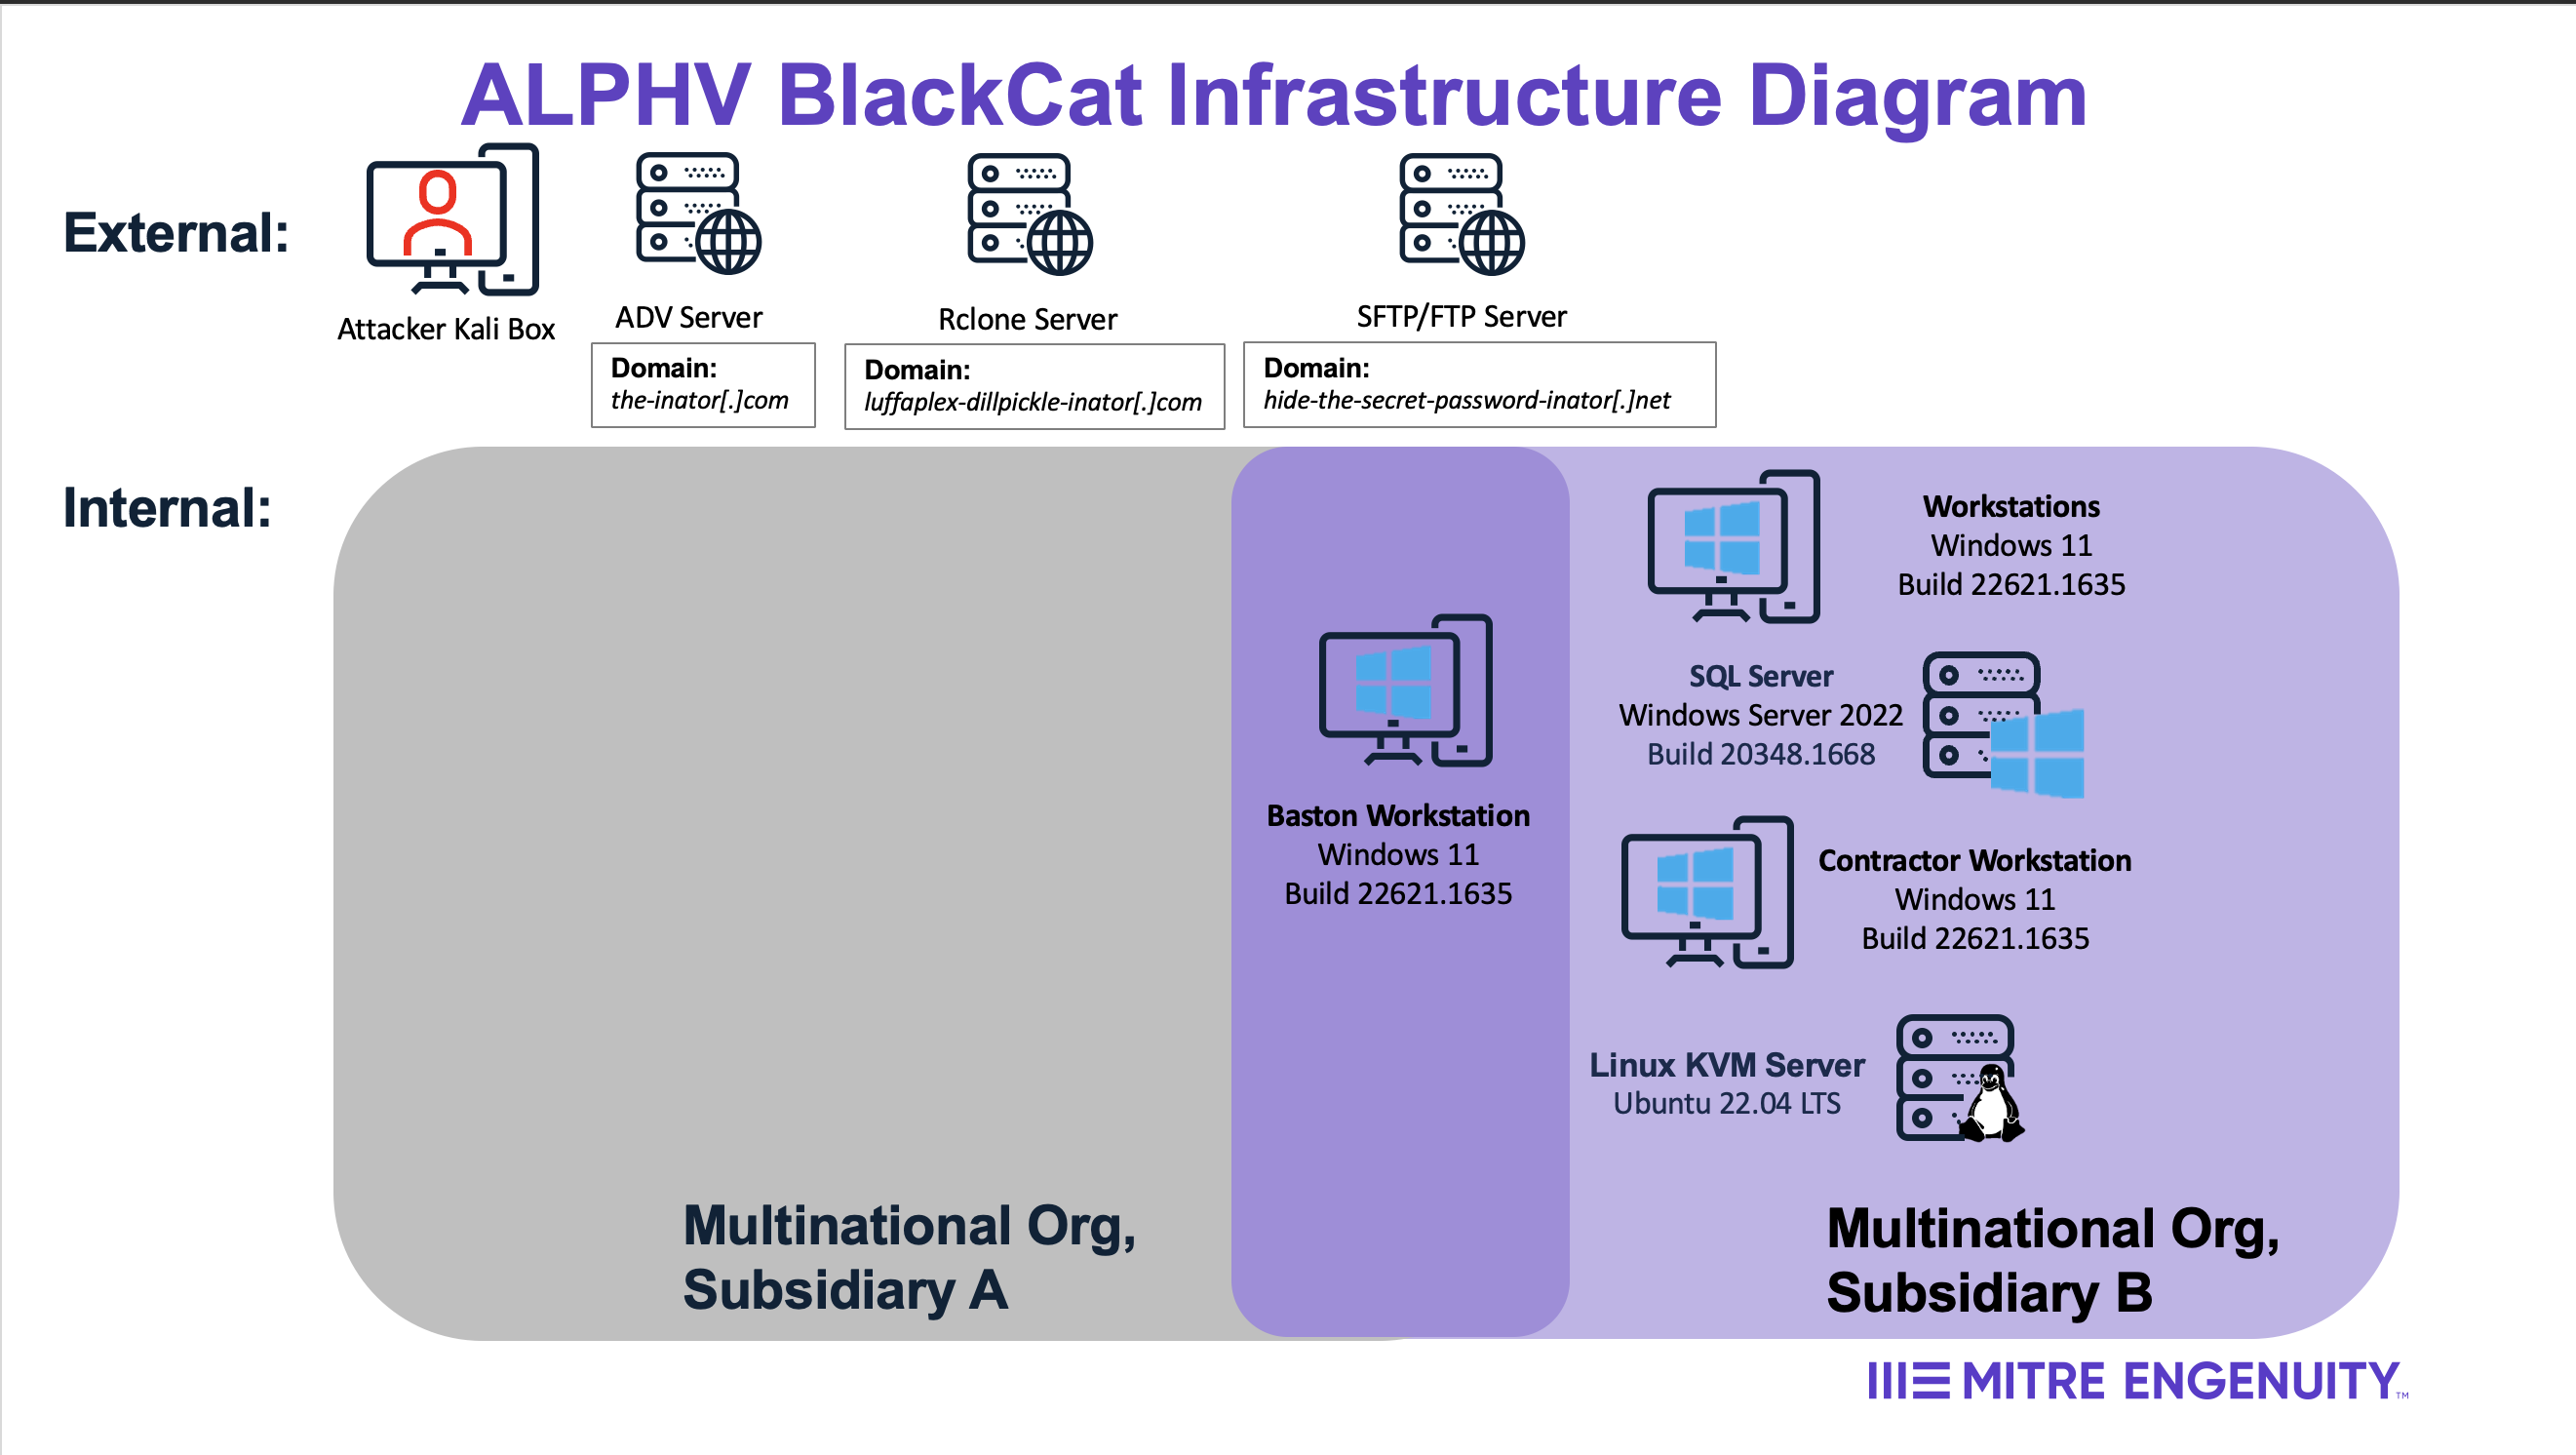 ALPHV BlackCat Infrastructure Diagram
External:
Attacker Kali Box
ADV Server
Domain:
the-inator[.]com
Rclone Server
Domain:
luffaplex-dillpickle-inator[.]com
SFTP/FTP Server
Domain:
hide-the-secret-password-inator[.]net
Internal:
Multinational Org,
Subsidiary A
Baston Workstation
Windows 11
Build 22621.1635
Workstations
Windows 11
Build 22621.1635
SQL Server
Windows Server 2022
Build 20348.1668
Contractor Workstation
Windows 11
Build 22621.1635
Linux KVM Server
Ubuntu 22.04 LTS
Multinational Org,
Subsidiary B
MITRE ENGENUITY™